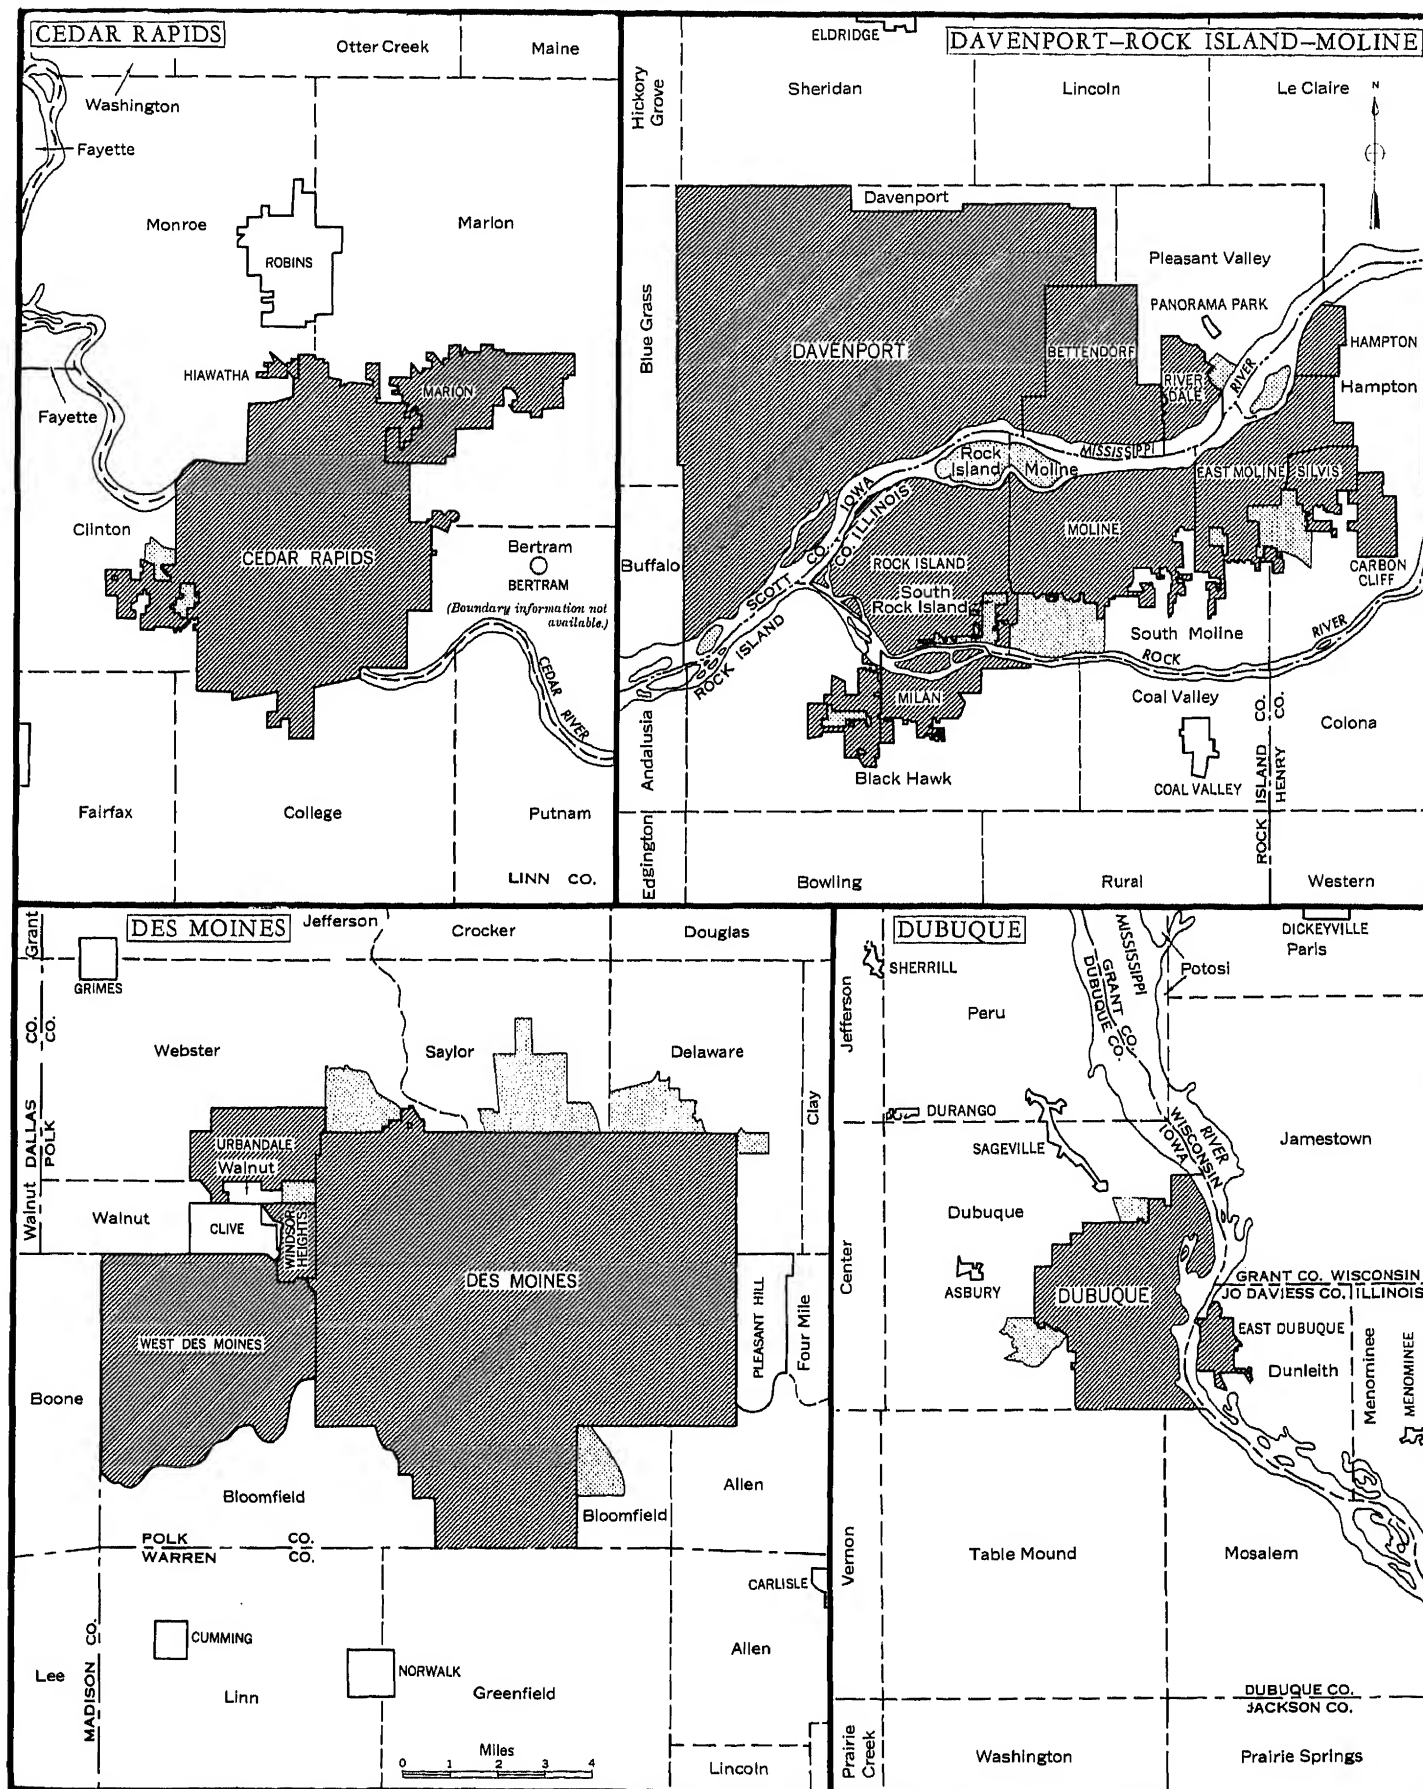 CEDAR RAPIDS
Otter Creek
Maine
Washington
Fayette
Monroe
Marion
ROBINS
HIAWATHA
MARION
Fayette
Clinton
CEDAR RAPIDS
Bertram
BERTRAM
(Boundary information not
available.)
CEDAR
RIVER
Fairfax
College
Putnam
LINN CO.
DAVENPORT–ROCK ISLAND–MOLINE
ELDRIDGE
Hickory
Grove
Sheridan
Lincoln
Le Claire
N
Davenport
Pleasant Valley
PANORAMA PARK
Blue Grass
DAVENPORT
BETTENDORF
RIVER
DALE
RIVER
HAMPTON
Hampton
MISSISSIPPI
Rock
Island
Moline
EAST MOLINE
SILVIS
IOWA
ILLINOIS
MOLINE
Buffalo
SCOTT CO.
CO.
ROCK ISLAND
ROCK ISLAND
South
Rock Island
CARBON
CLIFF
South Moline
RIVER
ROCK
MILAN
Andalusia
Coal Valley
Colona
Black Hawk
COAL VALLEY
ROCK ISLAND CO.
HENRY CO.
Edgington
Bowling
Rural
Western
DES MOINES
Grant
Jefferson
Crocker
Douglas
GRIMES
Webster
Saylor
Delaware
Clay
DALLAS CO.
POLK CO.
Walnut
URBANDALE
Walnut
Walnut
CLIVE
WINDSOR
HEIGHTS
DES MOINES
PLEASANT HILL
Four Mile
WEST DES MOINES
Boone
Bloomfield
Bloomfield
Allen
POLK CO.
WARREN CO.
CARLISLE
CUMMING
NORWALK
Allen
Lee
MADISON CO.
Linn
Greenfield
Miles
0 1 2 3 4
Lincoln
DUBUQUE
MISSISSIPPI
DICKEYVILLE
Paris
SHERRILL
Potosi
GRANT CO.
DUBUQUE CO.
Jefferson
Peru
DURANGO
SAGEVILLE
WISCONSIN
IOWA
RIVER
Jamestown
Dubuque
Center
ASBURY
DUBUQUE
GRANT CO. WISCONSIN
JO DAVIESS CO. ILLINOIS
EAST DUBUQUE
Dunleith
Menominee
MENOMINEE
Vernon
Table Mound
Mosalem
DUBUQUE CO.
JACKSON CO.
Prairie
Creek
Washington
Prairie Springs